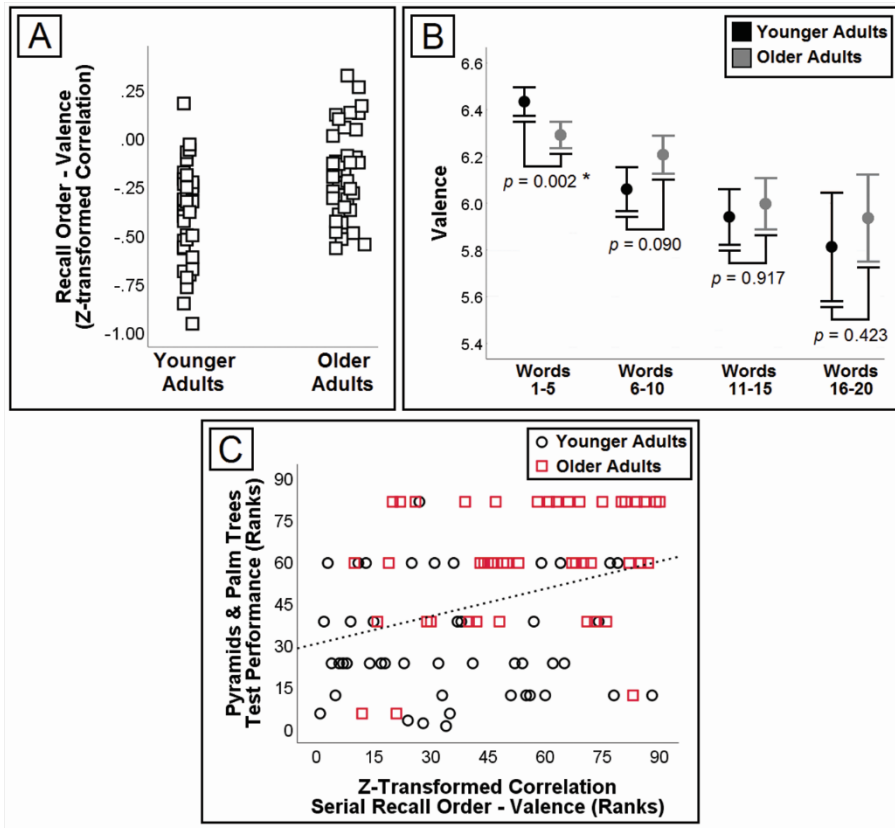 A
Recall Order - Valence
(Z-transformed Correlation)
.25
.00
-.25
-.50
-.75
-1.00
Younger
Adults
Older
Adults
B
Younger Adults
Older Adults
Valence
6.6
6.4
6.2
6.0
5.8
5.6
5.4
p = 0.002 *
p = 0.090
p = 0.917
p = 0.423
Words
1-5
Words
6-10
Words
11-15
Words
16-20
C
Younger Adults
Older Adults
Pyramids & Palm Trees
Test Performance (Ranks)
90
75
60
45
30
15
0
0 15 30 45 60 75 90
Z-Transformed Correlation
Serial Recall Order - Valence (Ranks)